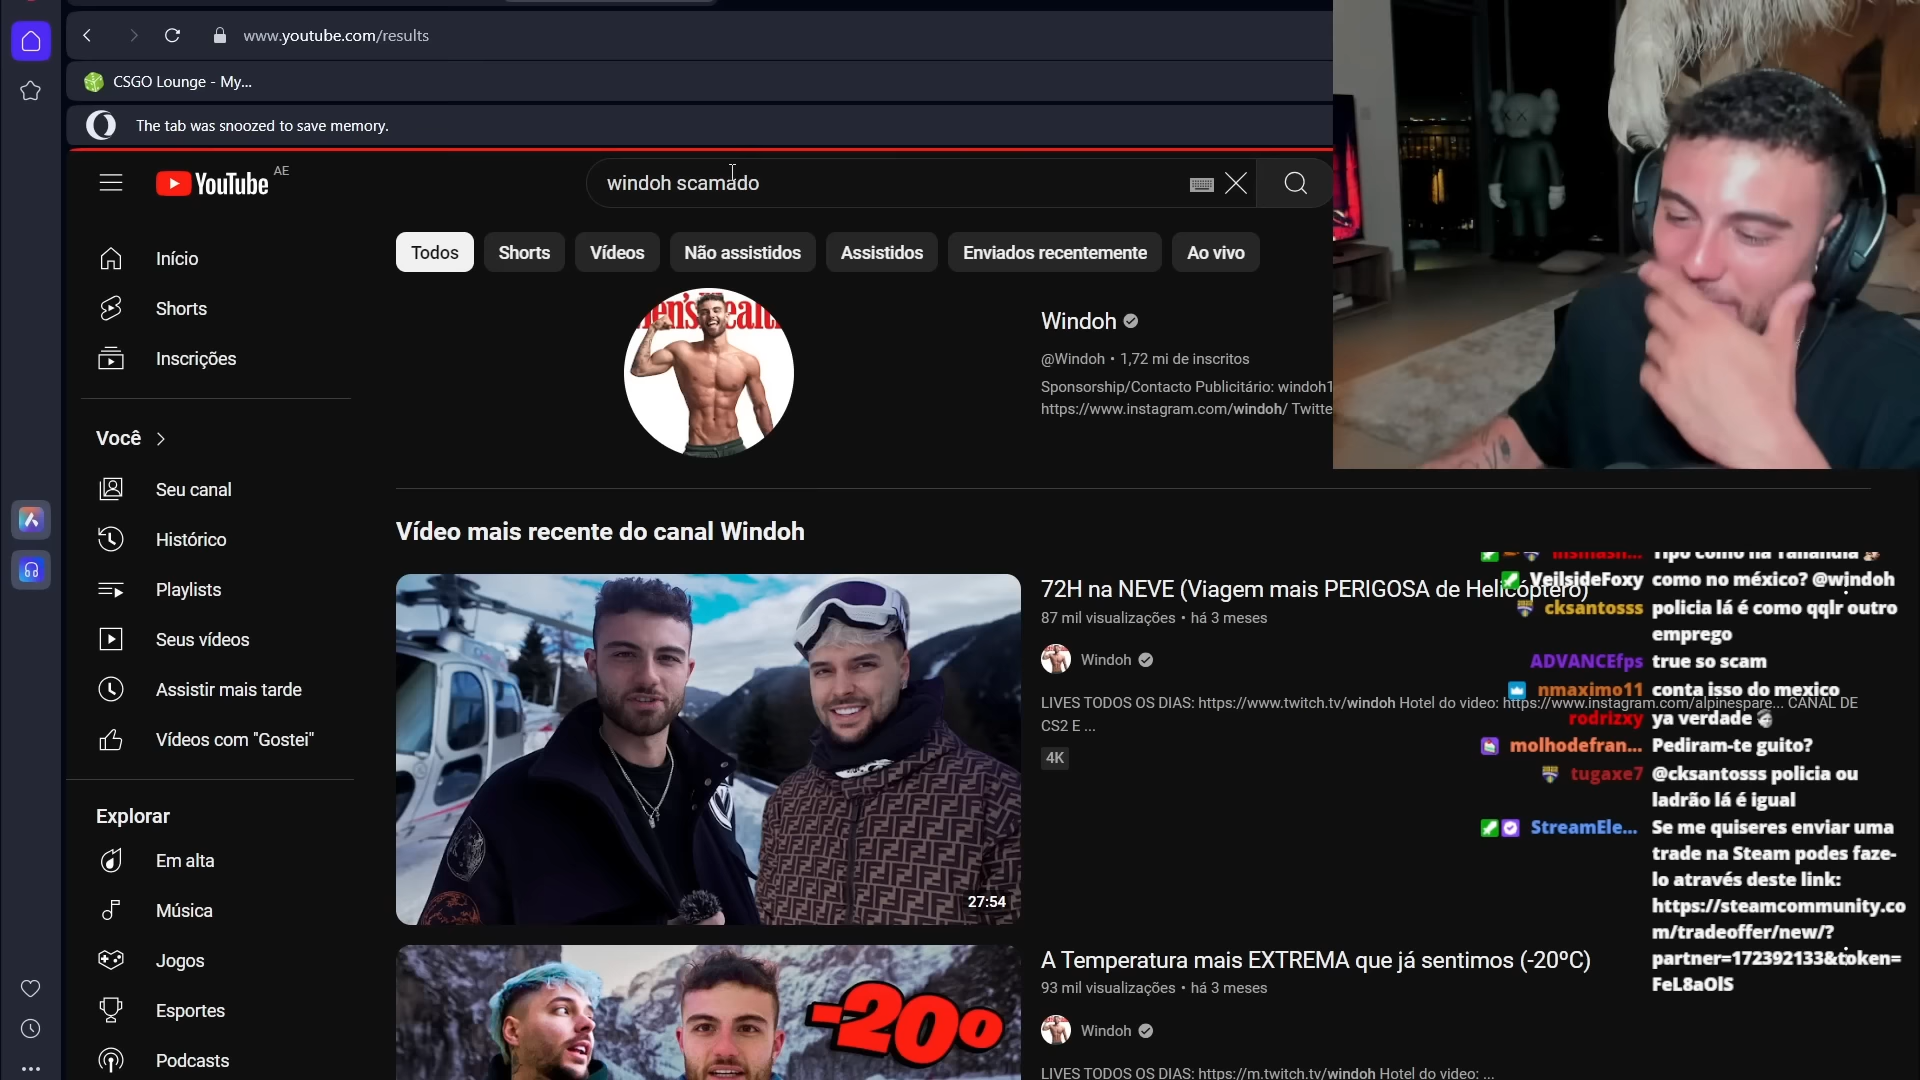 www.youtube.com/results
CSGO Lounge - My...
The tab was snoozed to save memory.
YouTube AE
windoh scamado
Início
Shorts
Inscrições
Você
Seu canal
Histórico
Playlists
Seus vídeos
Assistir mais tarde
Vídeos com "Gostei"
Explorar
Em alta
Música
Jogos
Esportes
Podcasts
Todos
Shorts
Vídeos
Não assistidos
Assistidos
Enviados recentemente
Ao vivo
Windoh
@Windoh • 1,72 mi de inscritos
Sponsorship/Contacto Publicitário: windoh1
https://www.instagram.com/windoh/ Twitte
Vídeo mais recente do canal Windoh
27:54
72H na NEVE (Viagem mais PERIGOSA de Helicóptero)
87 mil visualizações • há 3 meses
Windoh
LIVES TODOS OS DIAS: https://www.twitch.tv/windoh Hotel do video: https://www.instagram.com/alpinespare... CANAL DE
CS2 E ...
4K
-20º
A Temperatura mais EXTREMA que já sentimos (-20ºC)
93 mil visualizações • há 3 meses
Windoh
LIVES TODOS OS DIAS: https://m.twitch.tv/windoh Hotel do video: ...
Tipo como na Tailândia
VeilsideFoxy como no méxico? @windoh
cksantosss policia lá é como qqlr outro
emprego
ADVANCEfps true so scam
nmaximo11 conta isso do mexico
rodrizxy ya verdade
molhodefran... Pediram-te guito?
tugaxe7 @cksantosss policia ou
ladrão lá é igual
StreamEle... Se me quiseres enviar uma
trade na Steam podes faze-
lo através deste link:
https://steamcommunity.co
m/tradeoffer/new/?
partner=172392133&token=
FeL8aOlS